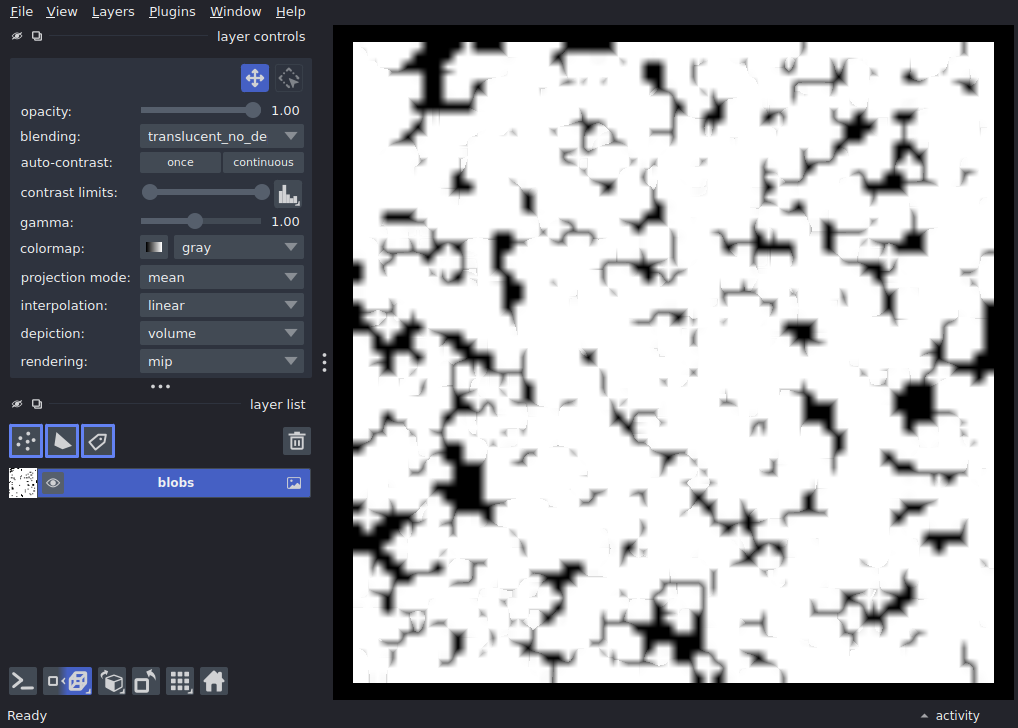 File View Layers Plugins Window Help
layer controls
opacity: 1.00
blending: translucent_no_de
auto-contrast: once continuous
contrast limits:
gamma: 1.00
colormap: gray
projection mode: mean
interpolation: linear
depiction: volume
rendering: mip
layer list
blobs
Ready activity